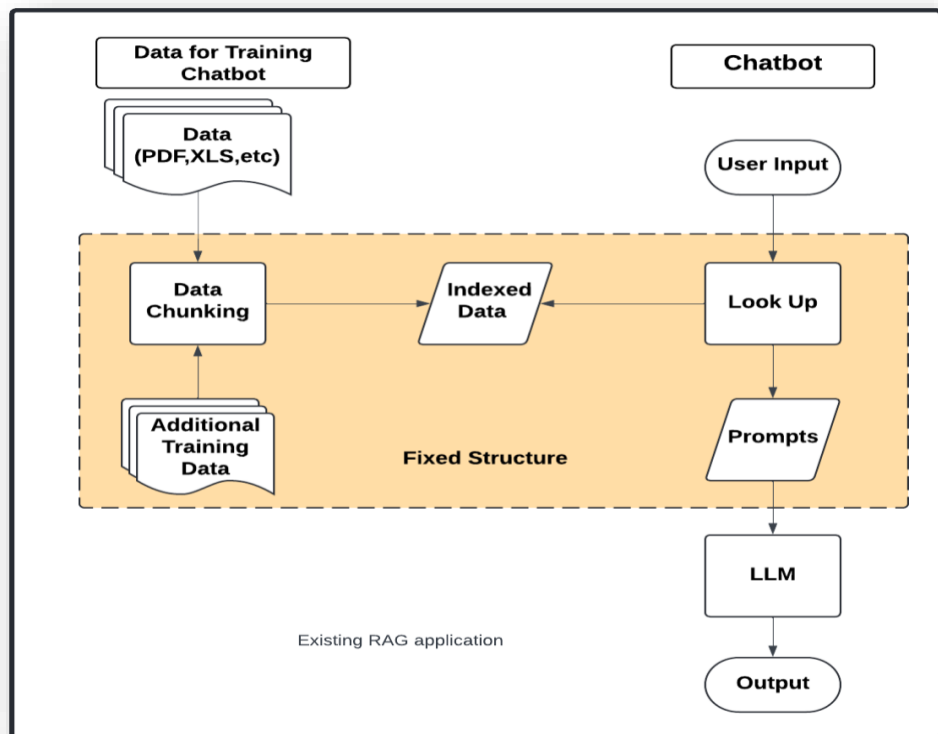 Data for Training
Chatbot
Chatbot
Data
(PDF,XLS,etc)
User Input
Data
Chunking
Indexed
Data
Look Up
Additional
Training
Data
Fixed Structure
Prompts
LLM
Existing RAG application
Output